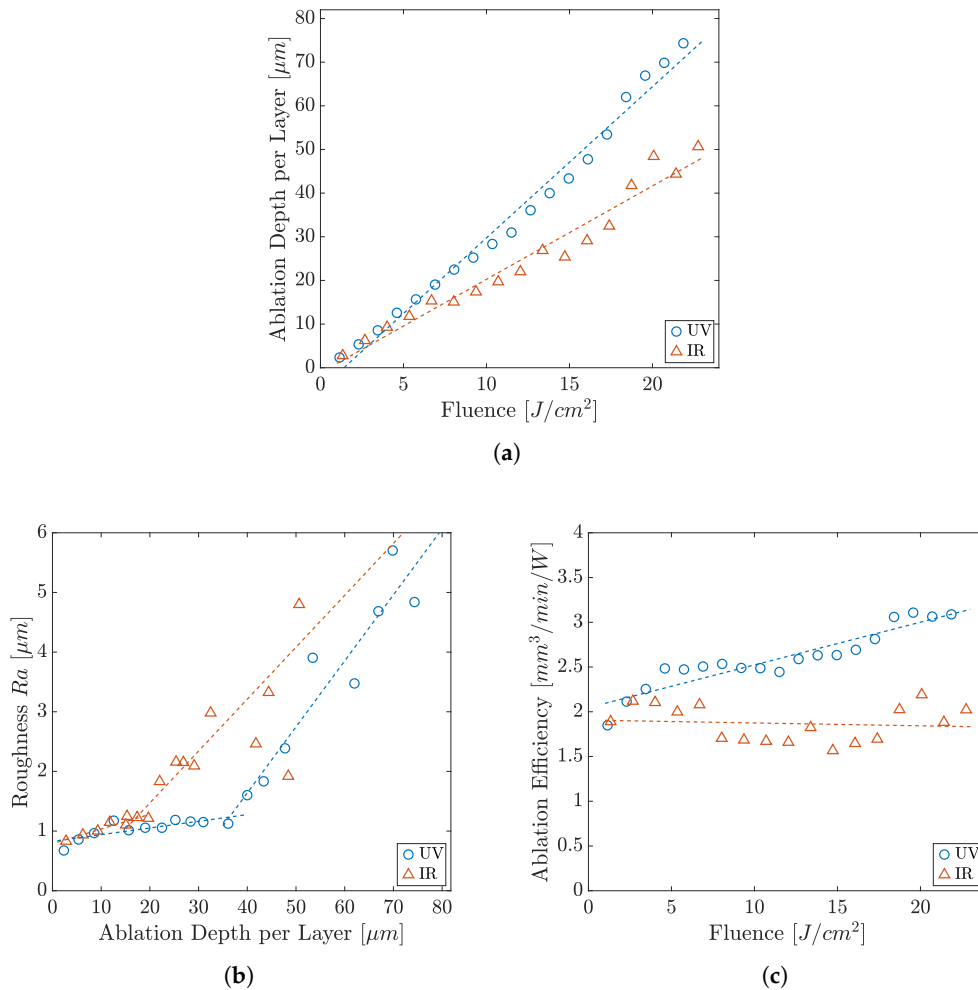 80
70
60
50
40
30
20
10
0
Ablation Depth per Layer [μm]
0 5 10 15 20
Fluence [J/cm²]
UV
IR
(a)
6
5
4
3
2
1
0
Roughness Ra [μm]
0 10 20 30 40 50 60 70 80
Ablation Depth per Layer [μm]
UV
IR
(b)
4
3.5
3
2.5
2
1.5
1
0.5
0
Ablation Efficiency [mm³/min/W]
0 5 10 15 20
Fluence [J/cm²]
UV
IR
(c)